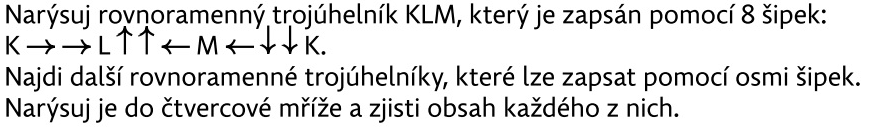 Narýsuj rovnoramenný trojúhelník KLM, který je zapsán pomocí 8 šipek:
K → → L ↑ ↑ ← M ← ↓ ↓ K.
Najdi další rovnoramenné trojúhelníky, které lze zapsat pomocí osmi šipek.
Narýsuj je do čtvercové mříže a zjisti obsah každého z nich.